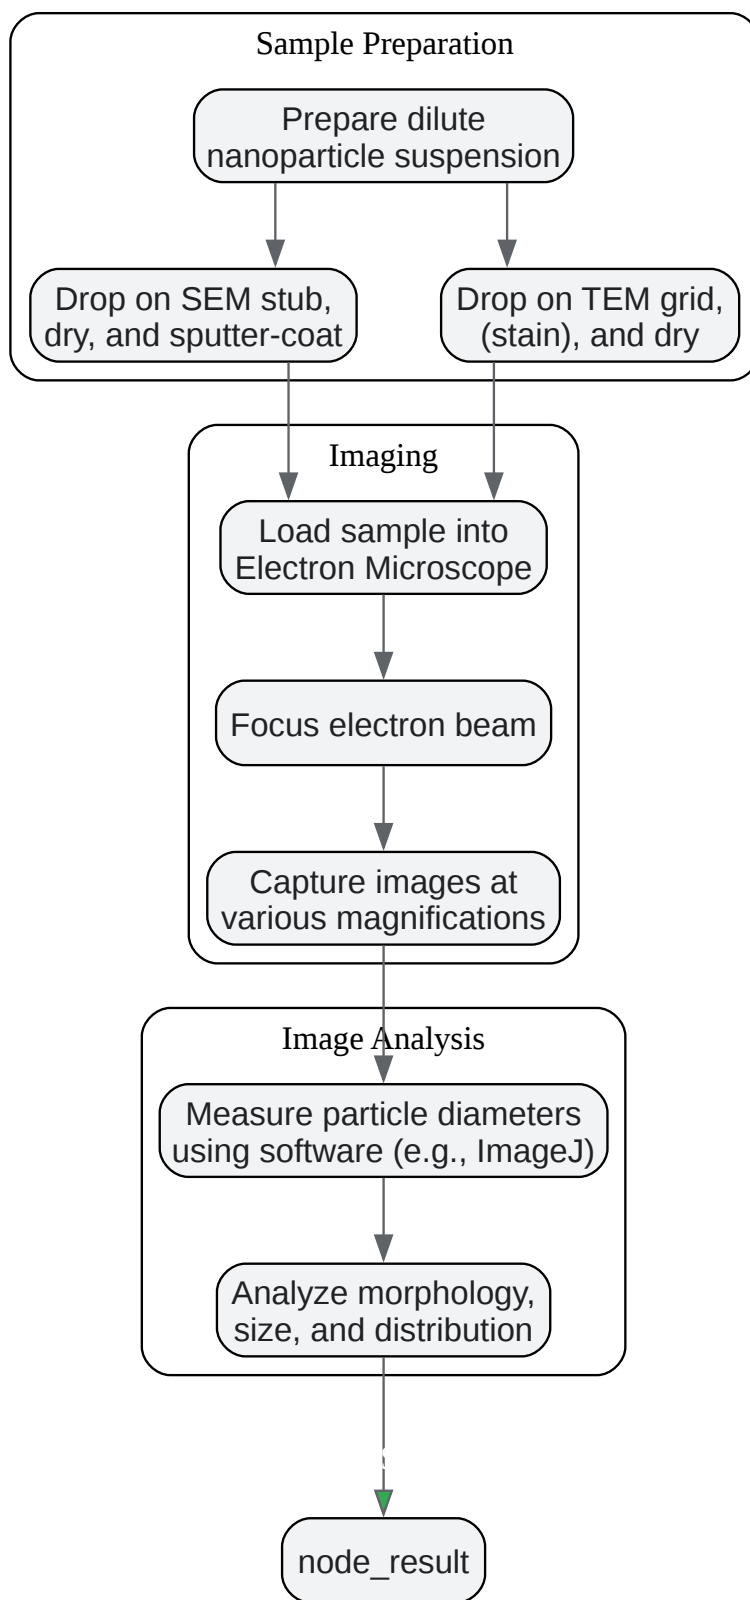 Sample Preparation
Prepare dilute
nanoparticle suspension
Drop on SEM stub,
dry, and sputter-coat
Drop on TEM grid,
(stain), and dry
Imaging
Load sample into
Electron Microscope
Focus electron beam
Capture images at
various magnifications
Image Analysis
Measure particle diameters
using software (e.g., ImageJ)
Analyze morphology,
size, and distribution
node_result